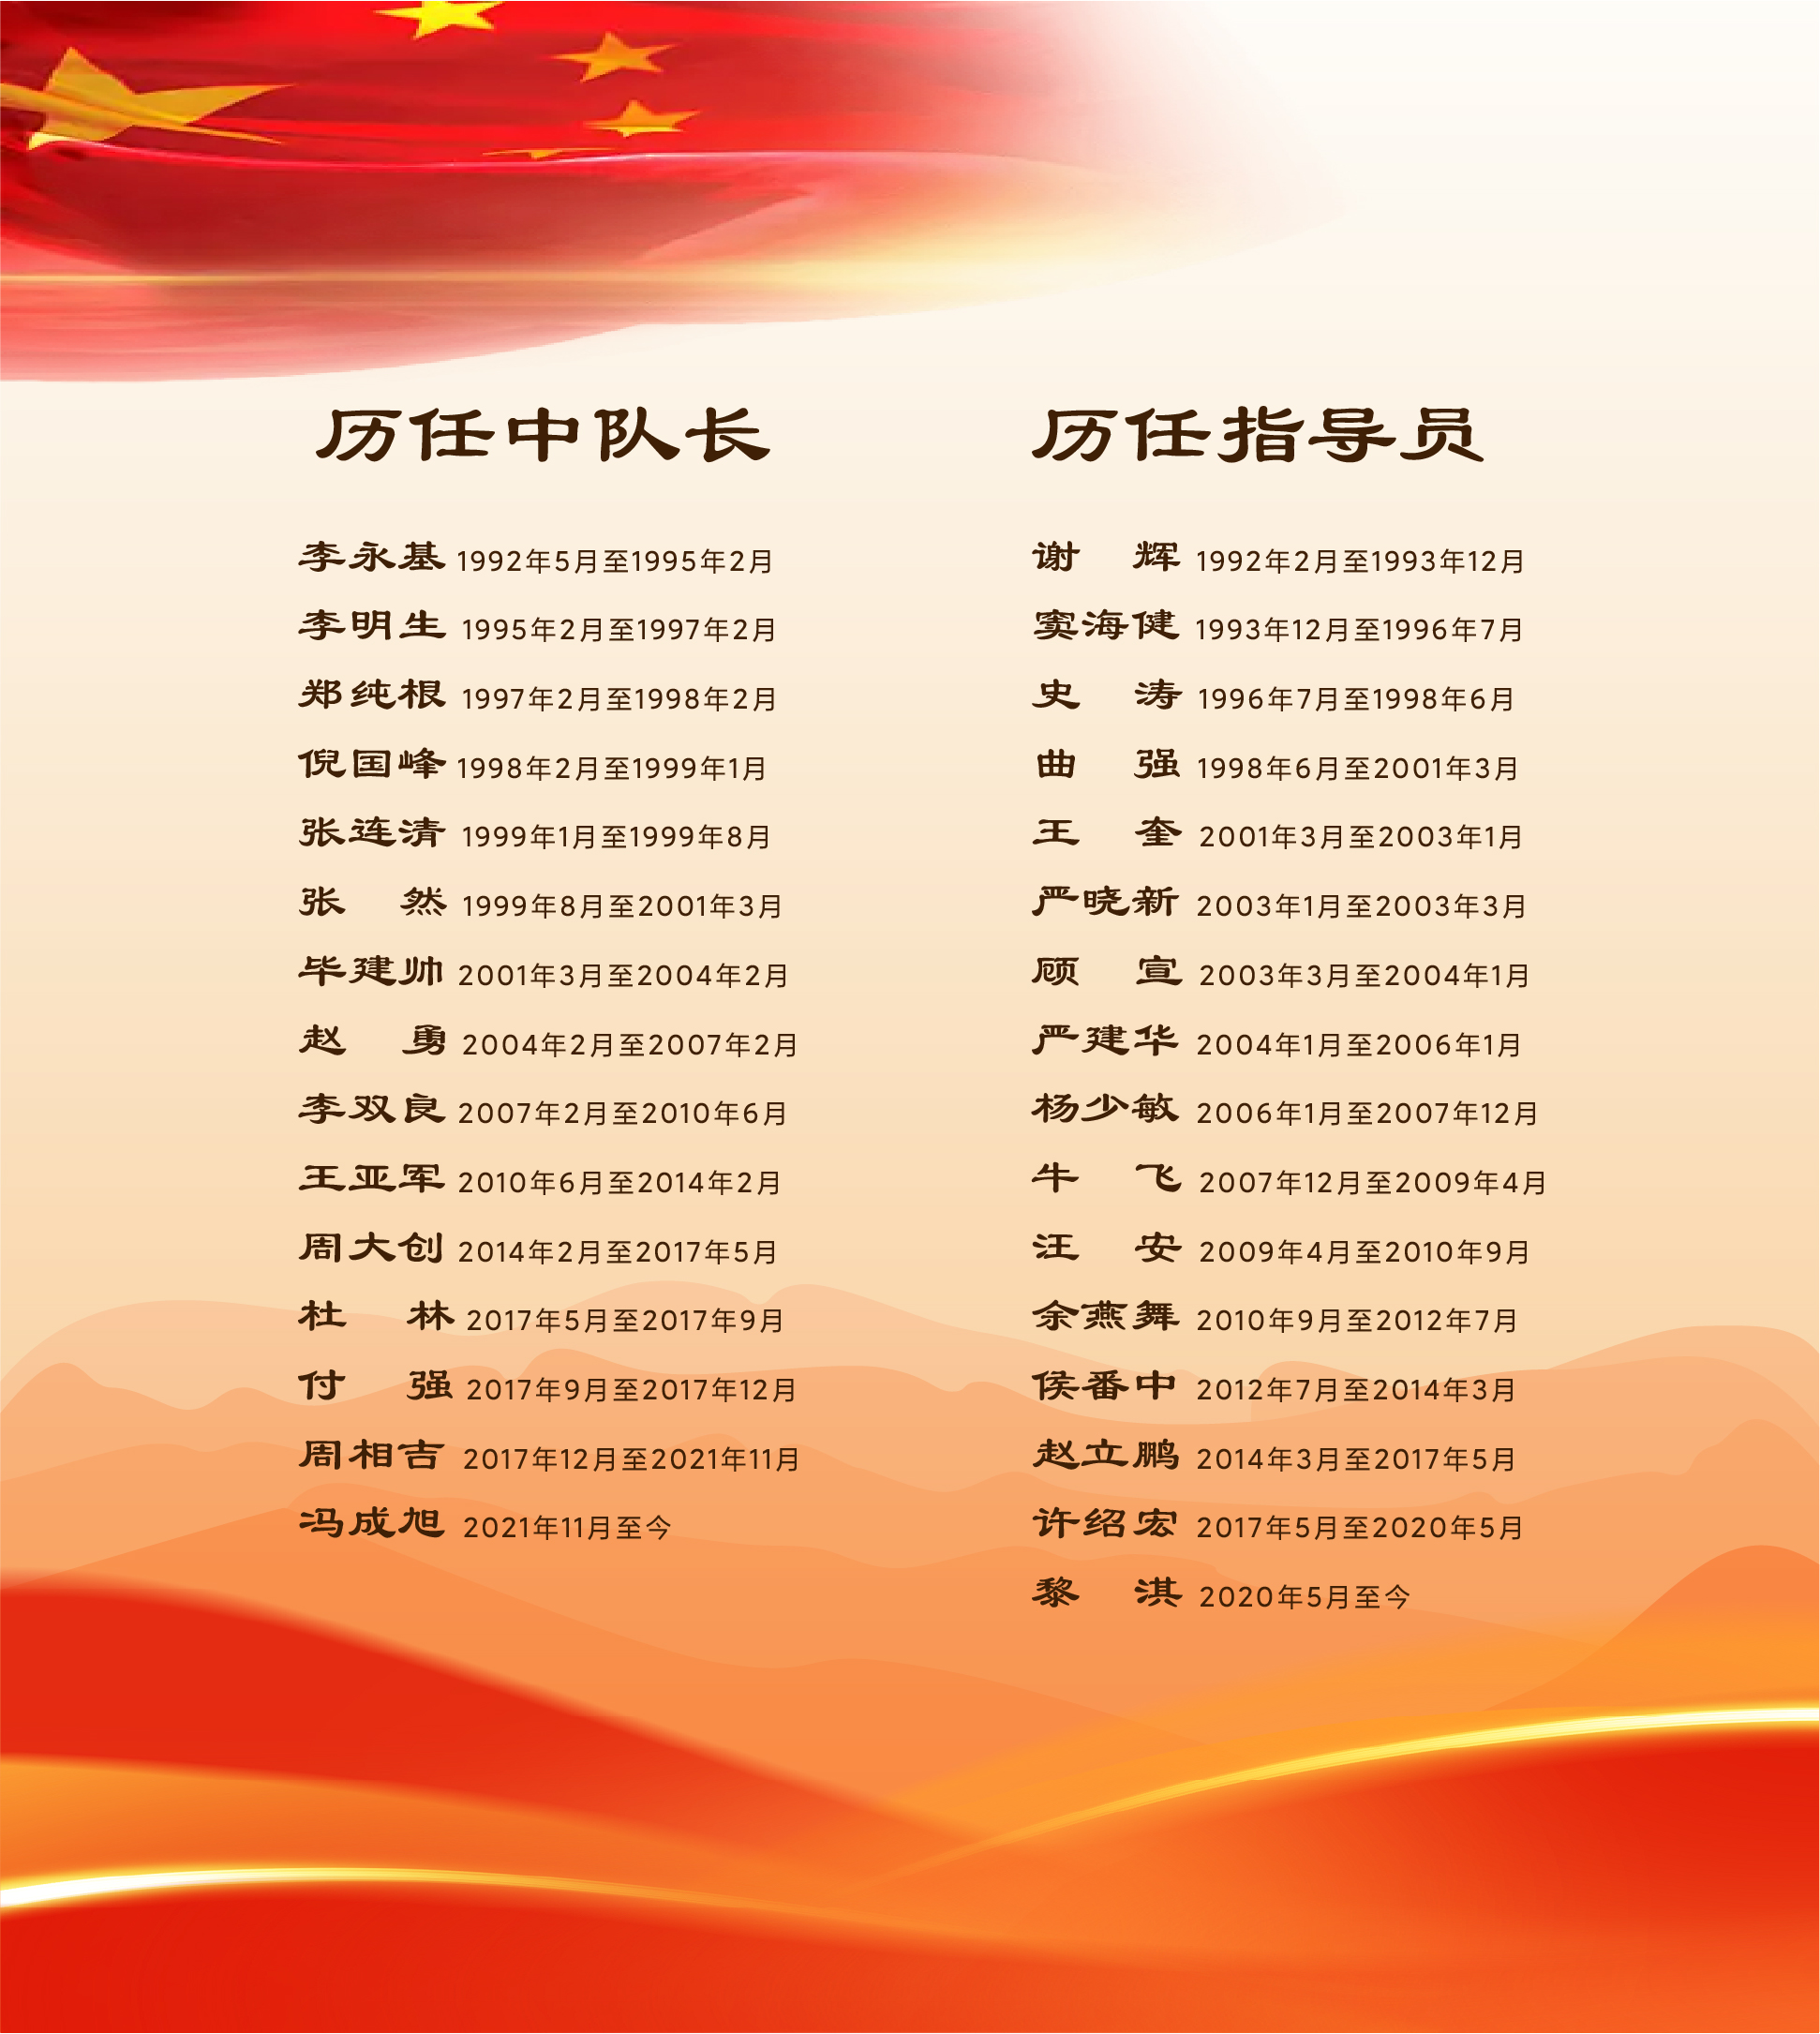 历任中队长
李永基 1992年5月至1995年2月
李明生 1995年2月至1997年2月
郑纯根 1997年2月至1998年2月
倪国峰 1998年2月至1999年1月
张连清 1999年1月至1999年8月
张 然 1999年8月至2001年3月
毕建帅 2001年3月至2004年2月
赵 勇 2004年2月至2007年2月
李双良 2007年2月至2010年6月
王亚军 2010年6月至2014年2月
周大创 2014年2月至2017年5月
杜 林 2017年5月至2017年9月
付 强 2017年9月至2017年12月
周相吉 2017年12月至2021年11月
冯成旭 2021年11月至今
历任指导员
谢 辉 1992年2月至1993年12月
窦海健 1993年12月至1996年7月
史 涛 1996年7月至1998年6月
曲 强 1998年6月至2001年3月
王 奎 2001年3月至2003年1月
严晓新 2003年1月至2003年3月
顾 宣 2003年3月至2004年1月
严建华 2004年1月至2006年1月
杨少敏 2006年1月至2007年12月
牛 飞 2007年12月至2009年4月
汪 安 2009年4月至2010年9月
余燕舞 2010年9月至2012年7月
侯番中 2012年7月至2014年3月
赵立鹏 2014年3月至2017年5月
许绍宏 2017年5月至2020年5月
黎 淇 2020年5月至今